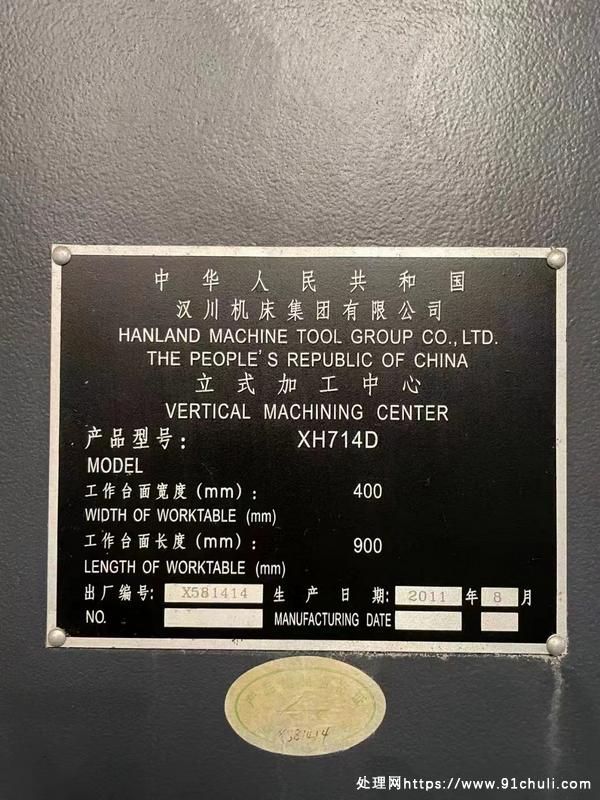 中华人民共和国
汉川机床集团有限公司
HANLAND MACHINE TOOL GROUP CO.,LTD.
THE PEOPLE'S REPUBLIC OF CHINA
立式加工中心
VERTICAL MACHINING CENTER
产品型号: XH714D
MODEL
工作台面宽度(mm): 400
WIDTH OF WORKTABLE (mm)
工作台面长度(mm): 900
LENGTH OF WORKTABLE (mm)
出厂编号: X581414 生产日期: 2011 年 8 月
NO. MANUFACTURING DATE
X581414
处理网https://www.91chuli.com